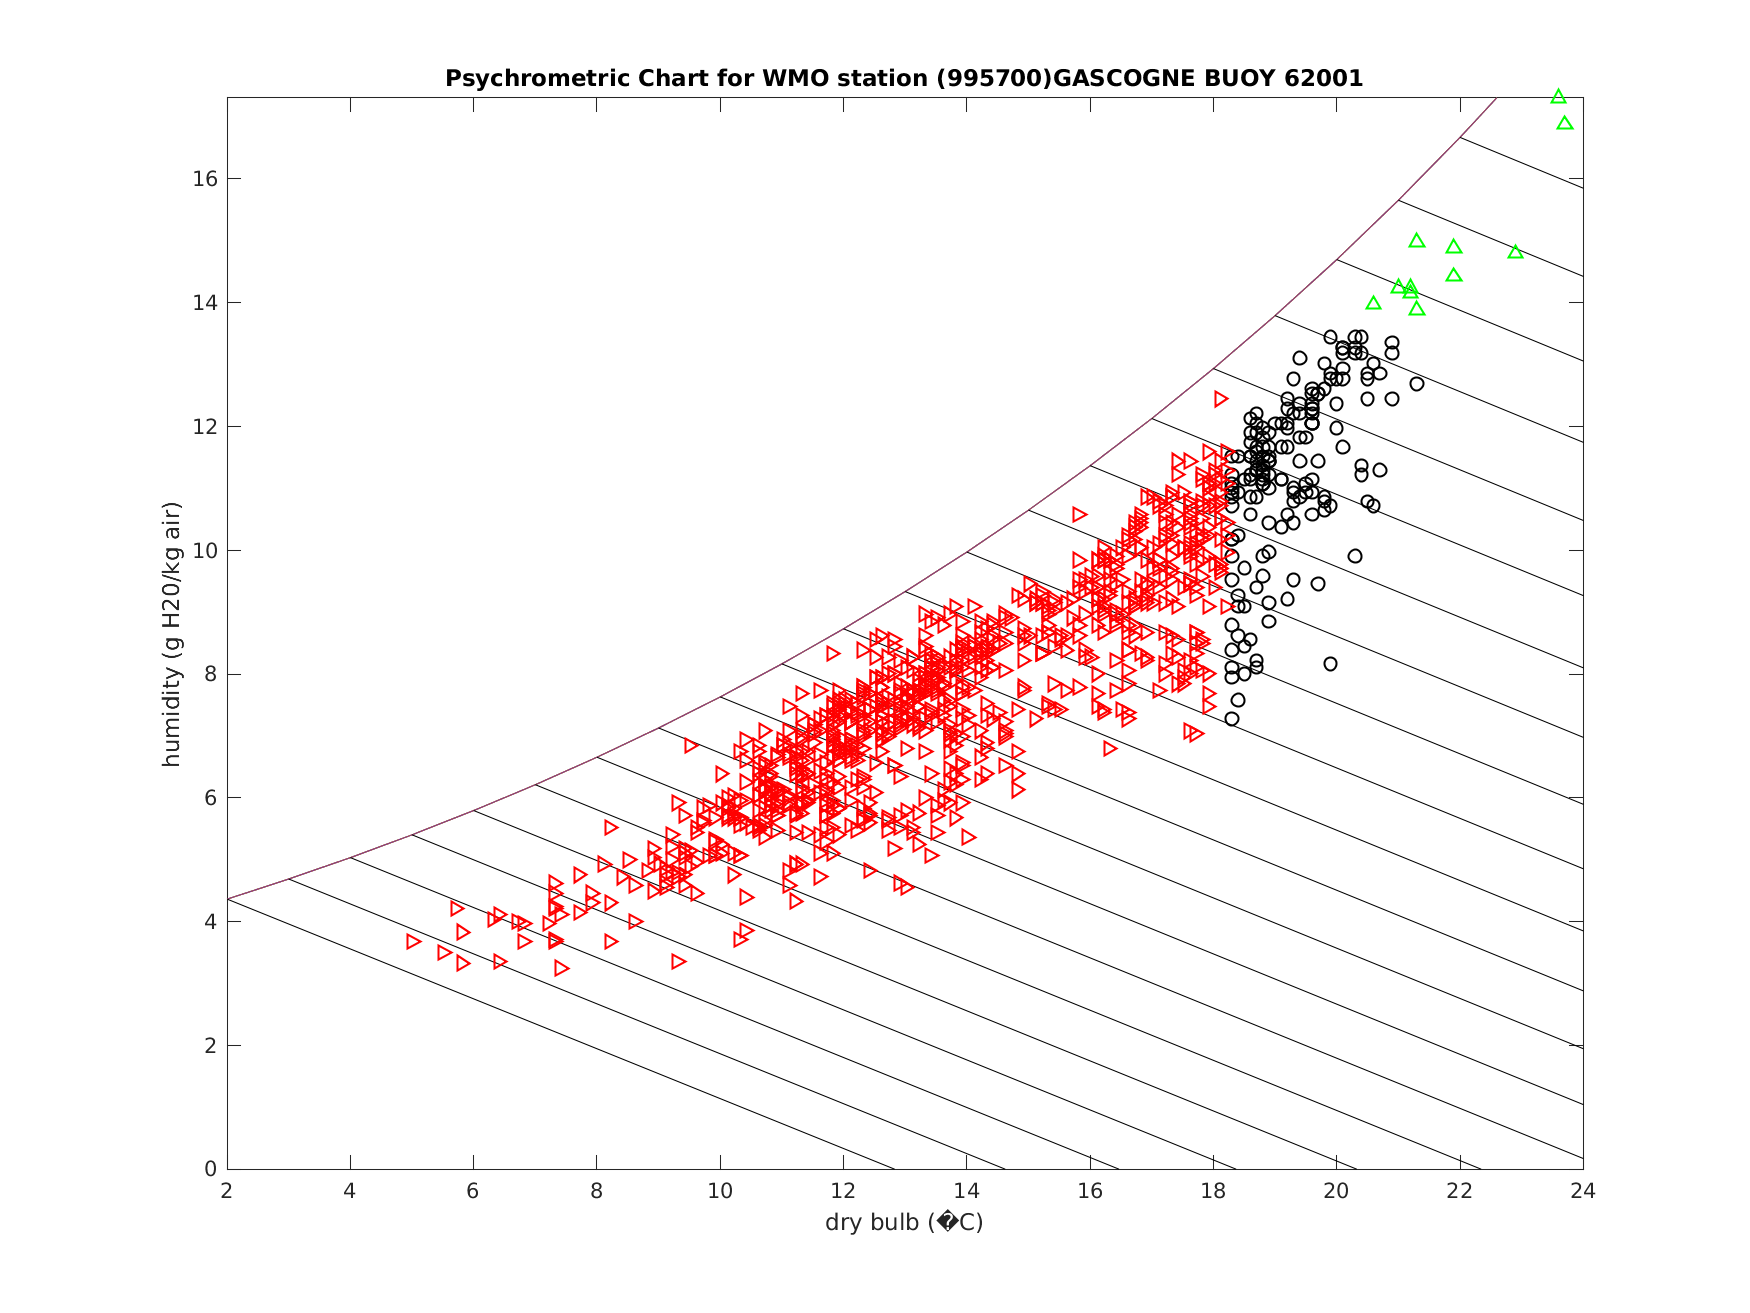 Psychrometric Chart for WMO station (995700)GASCOGNE BUOY 62001
humidity (g H20/kg air)
16
14
12
10
8
6
4
2
0
2 4 6 8 10 12 14 16 18 20 22 24
dry bulb (�C)